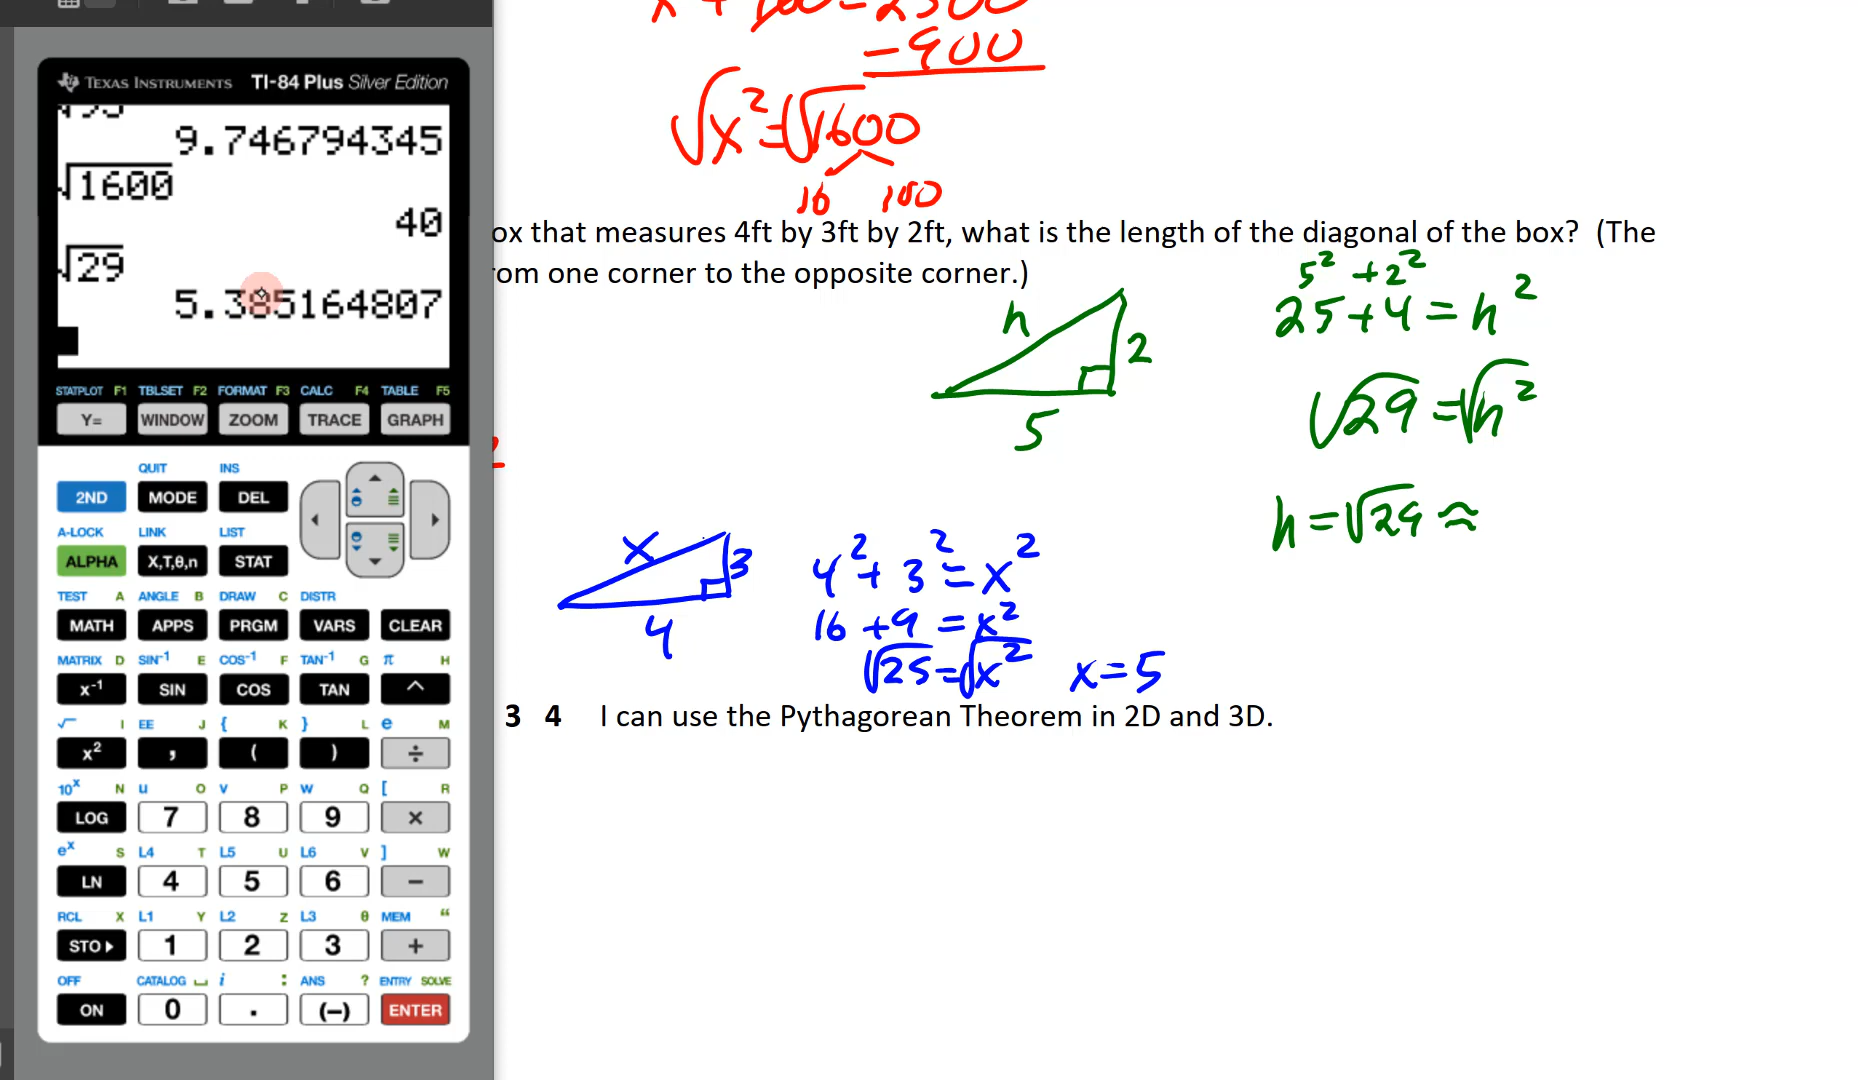 TEXAS INSTRUMENTS TI-84 Plus Silver Edition
√95
9.746794345
√1600
40
√29
5.385164807
STATPLOT F1 TBLSET F2 FORMAT F3 CALC F4 TABLE F5
Y= WINDOW ZOOM TRACE GRAPH
QUIT INS
2ND MODE DEL
A-LOCK LINK LIST
ALPHA X,T,θ,n STAT
TEST A ANGLE B DRAW C DISTR
MATH APPS PRGM VARS CLEAR
MATRIX D SIN⁻¹ E COS⁻¹ F TAN⁻¹ G π H
x⁻¹ SIN COS TAN ^
√ I EE J { K } L e M
x² , ( ) ÷
10ˣ N u O v P w Q [ R
LOG 7 8 9 ×
eˣ S L4 T L5 U L6 V ] W
LN 4 5 6 −
RCL X L1 Y L2 Z L3 θ MEM "
STO▶ 1 2 3 +
OFF CATALOG ⎵ i : ANS ? ENTRY SOLVE
ON 0 . (−) ENTER
−900
√x² = √1600
16 100
ox that measures 4ft by 3ft by 2ft, what is the length of the diagonal of the box? (The
rom one corner to the opposite corner.)
5² + 2²
25 + 4 = h²
h
2
5
√29 = √h²
h = √29 ≈
x
3
4
4² + 3² = x²
16 + 9 = x²
√25 = √x² x = 5
3 4 I can use the Pythagorean Theorem in 2D and 3D.